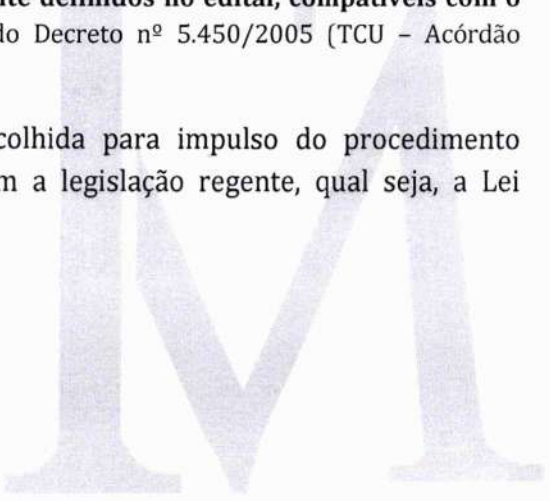 nte definidos no edital, compatíveis com o
do Decreto nº 5.450/2005 (TCU – Acórdão
colhida para impulso do procedimento
m a legislação regente, qual seja, a Lei
M